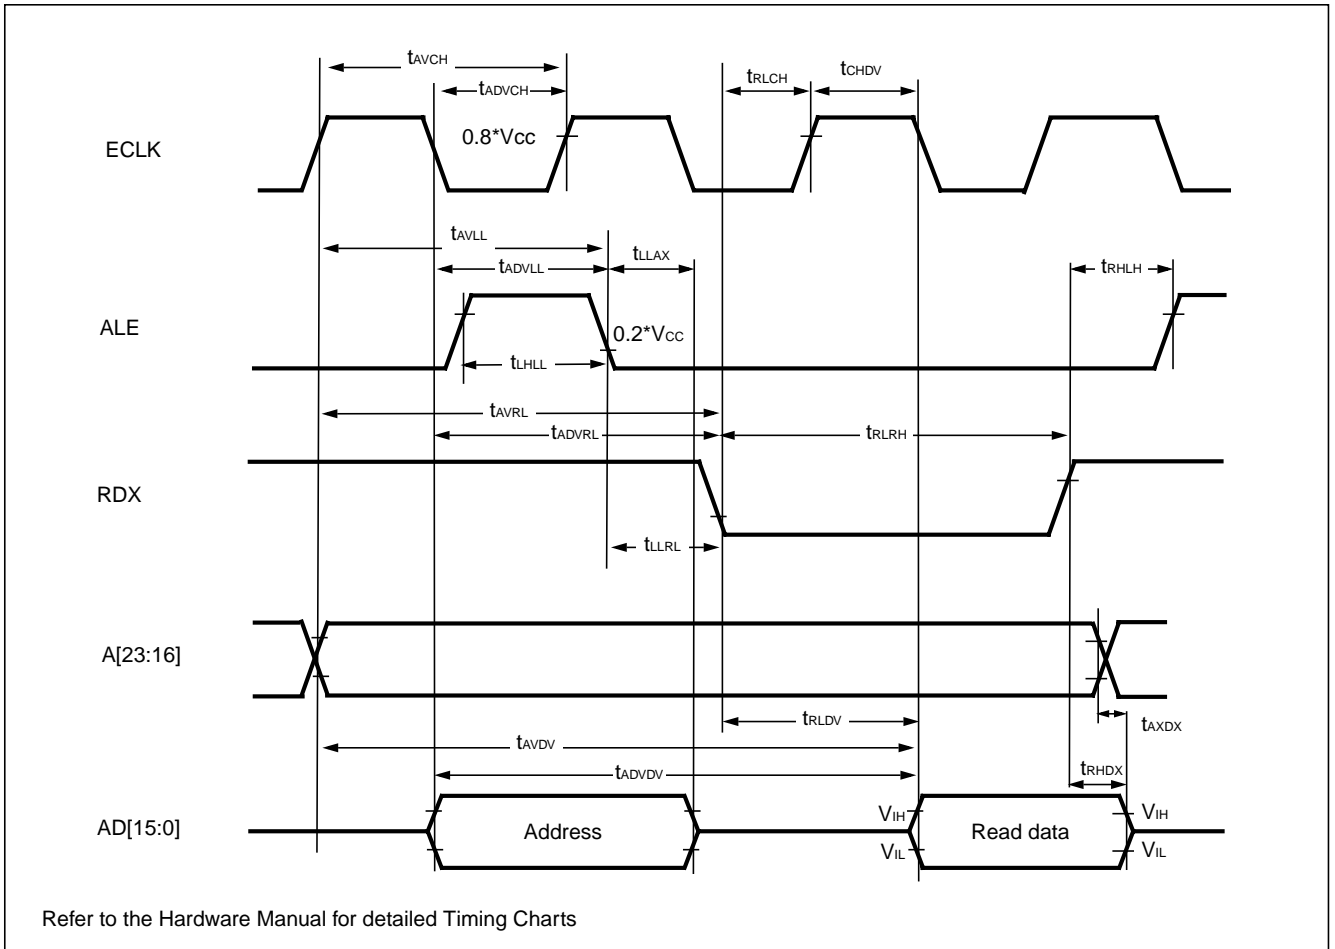 tAVCH
tADVCH
tRLCH
tCHDV
ECLK
0.8*Vcc
tAVLL
tADVLL
tLLAX
tRHLH
ALE
0.2*VCC
tLHLL
tAVRL
tADVRL
tRLRH
RDX
tLLRL
A[23:16]
tRLDV
tAXDX
tAVDV
tADVDV
tRHDX
AD[15:0]
Address
VIH
VIL
Read data
VIH
VIL
Refer to the Hardware Manual for detailed Timing Charts